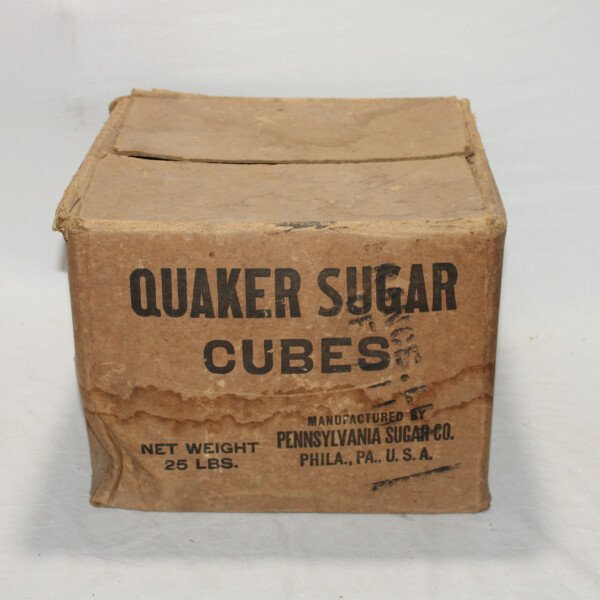 QUAKER SUGAR
CUBES
NET WEIGHT
25 LBS.
MANUFACTURED BY
PENNSYLVANIA SUGAR CO.
PHILA., PA., U. S. A.